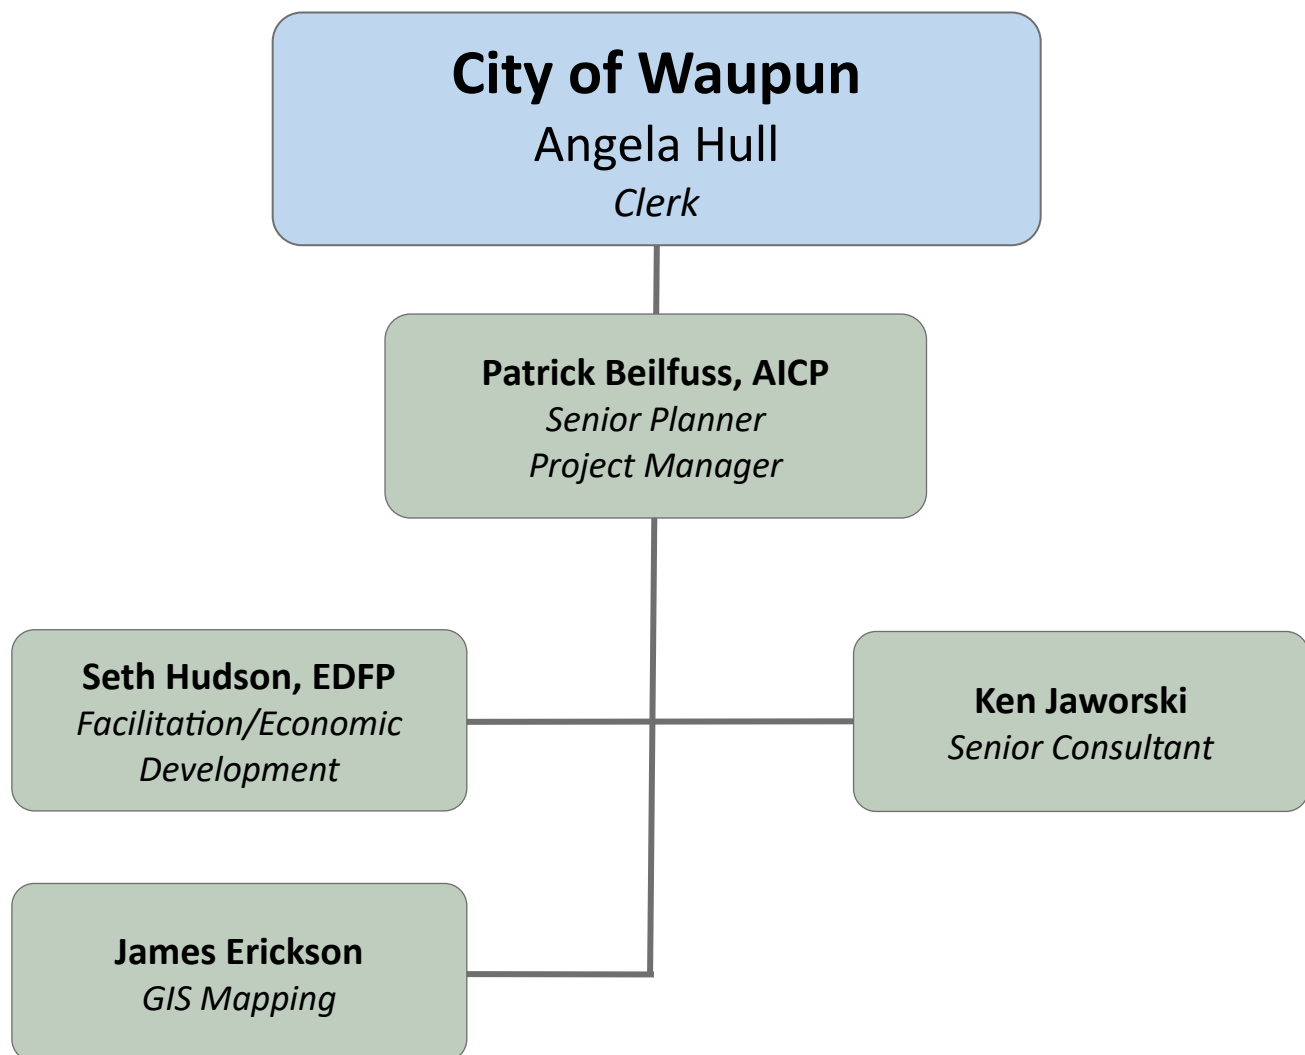 City of Waupun
Angela Hull
Clerk
Patrick Beilfuss, AICP
Senior Planner
Project Manager
Seth Hudson, EDFP
Facilitation/Economic
Development
Ken Jaworski
Senior Consultant
James Erickson
GIS Mapping